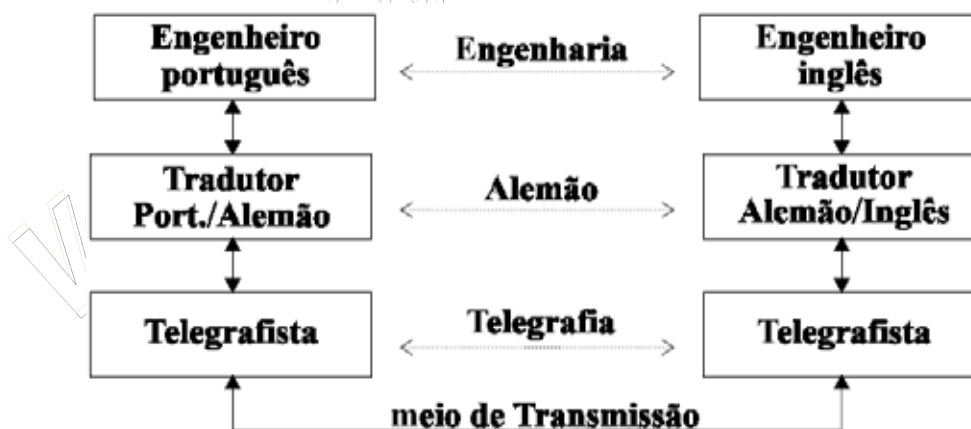 Engenheiro
português
Engenharia
Engenheiro
inglês
Tradutor
Port./Alemão
Alemão
Tradutor
Alemão/Inglês
Telegrafista
Telegrafia
Telegrafista
meio de Transmissão